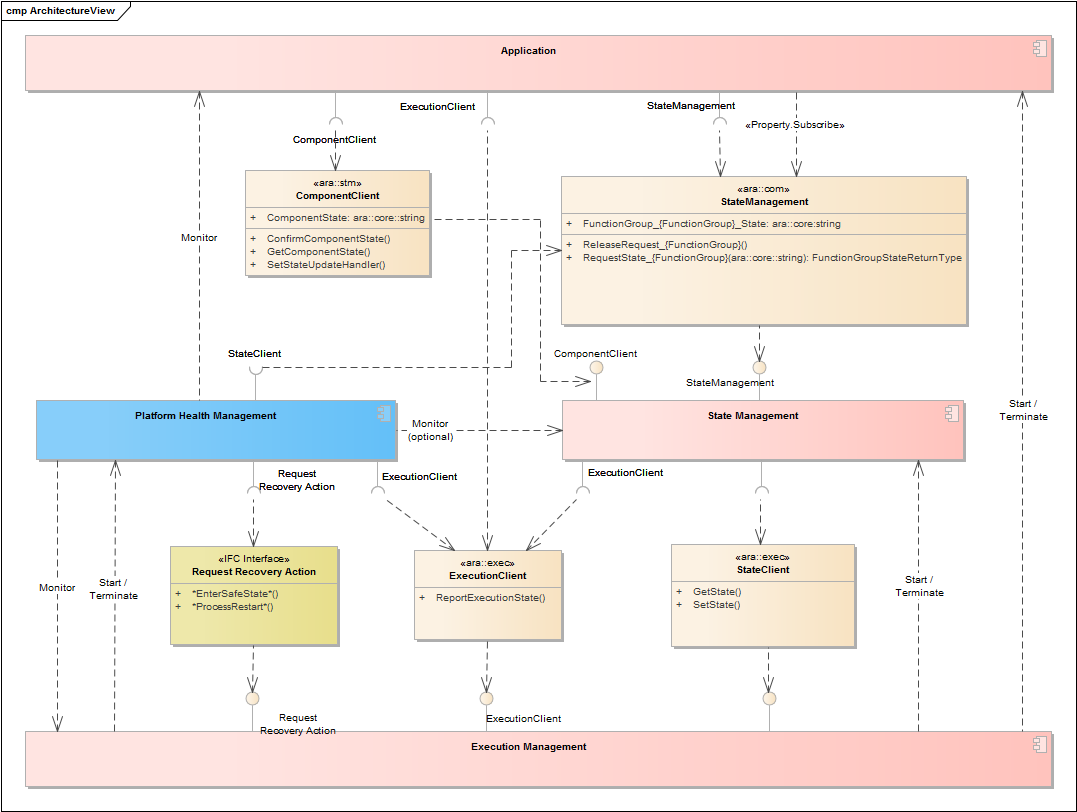 cmp ArchitectureView
Application
ExecutionClient
StateManagement
«Property.Subscribe»
ComponentClient
«ara::stm»
ComponentClient
+ ComponentState: ara::core::string
+ ConfirmComponentState()
+ GetComponentState()
+ SetStateUpdateHandler()
«ara::com»
StateManagement
+ FunctionGroup_{FunctionGroup}_State: ara::core:string
+ ReleaseRequest_{FunctionGroup}()
+ RequestState_{FunctionGroup}(ara::core::string): FunctionGroupStateReturnType
Monitor
StateClient
ComponentClient
StateManagement
Platform Health Management
Monitor
(optional)
State Management
Start /
Terminate
Request
Recovery Action
ExecutionClient
ExecutionClient
«IFC Interface»
Request Recovery Action
+ *EnterSafeState*()
+ *ProcessRestart*()
«ara::exec»
ExecutionClient
+ ReportExecutionState()
«ara::exec»
StateClient
+ GetState()
+ SetState()
Monitor
Start /
Terminate
Start /
Terminate
Request
Recovery Action
ExecutionClient
Execution Management